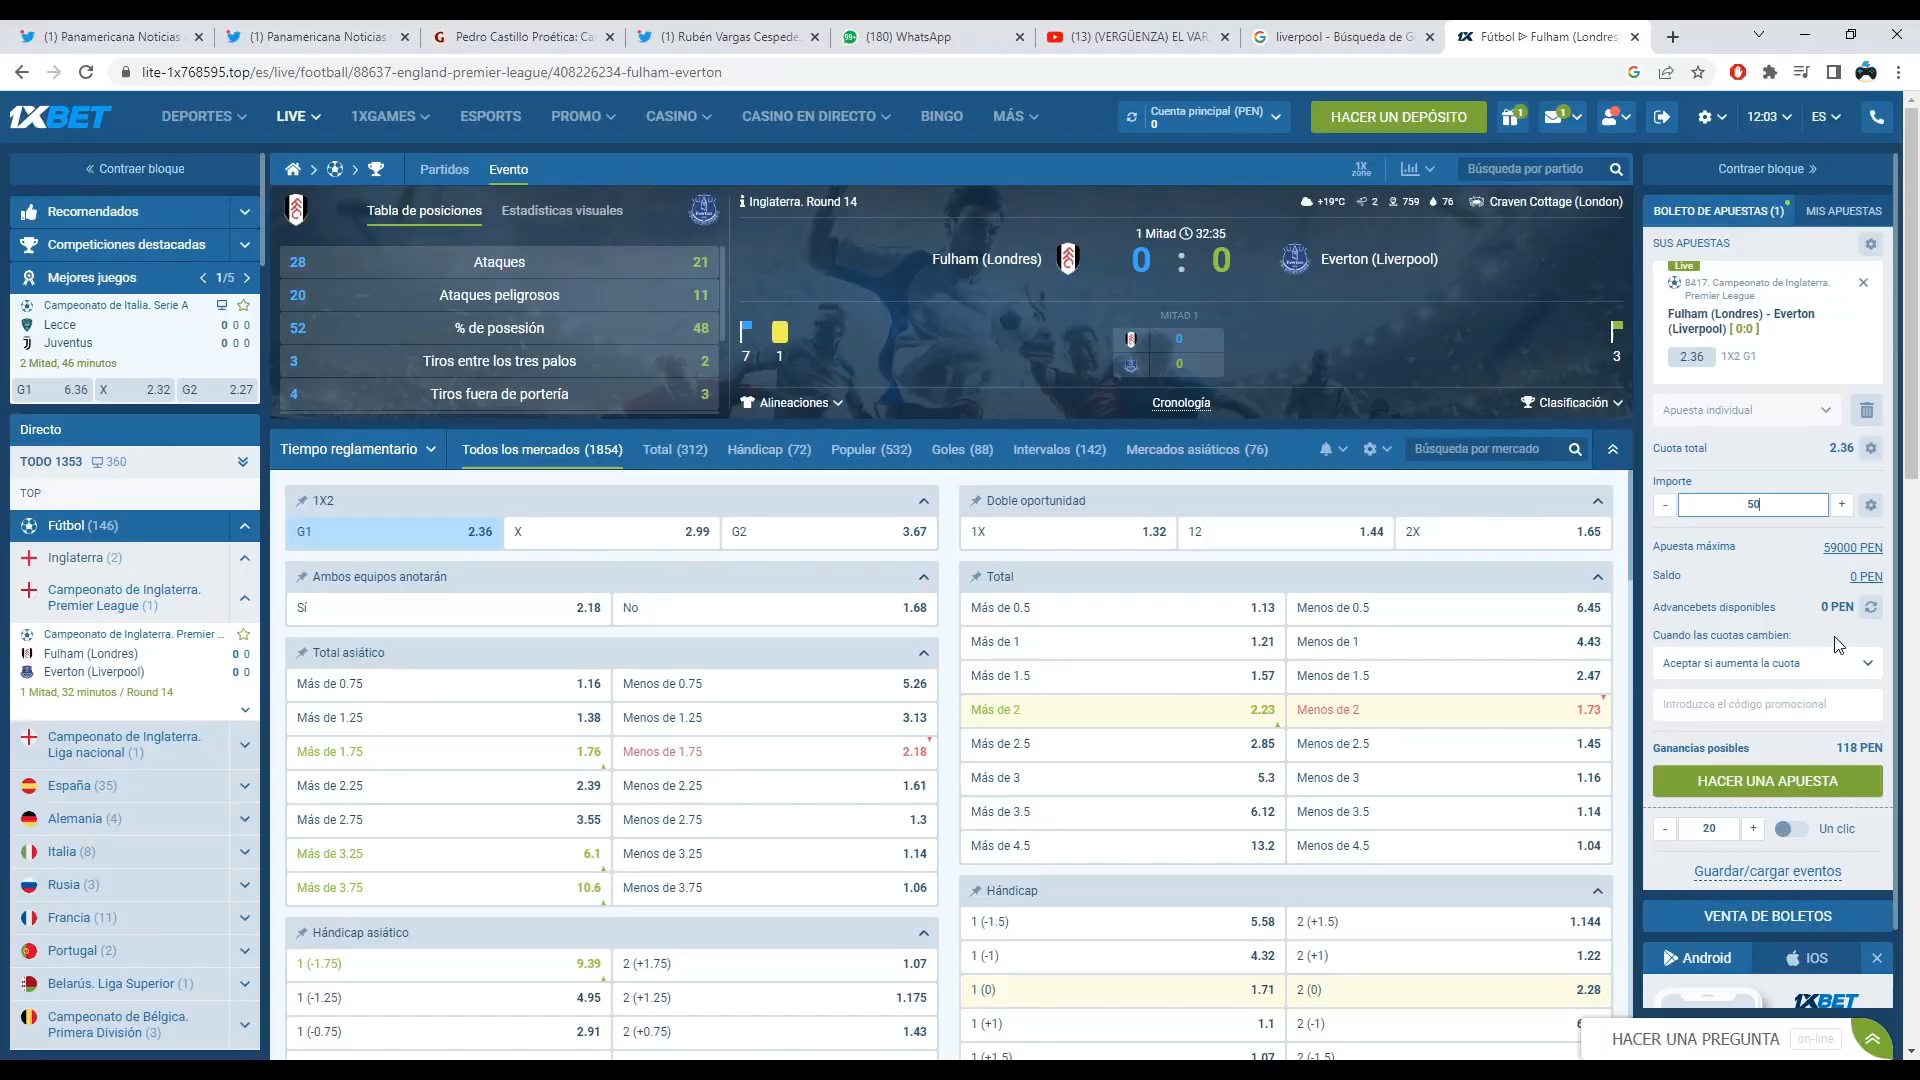 (1) Panamericana Noticias
(1) Panamericana Noticias
Pedro Castillo Proética: Ca
(1) Rubén Vargas Cespede
(180) WhatsApp
(13) (VERGÜENZA) EL VAR
liverpool - Búsqueda de G
Fútbol ᐉ Fulham (Londres
lite-1x768595.top/es/live/football/88637-england-premier-league/408226234-fulham-everton
1XBET
DEPORTES
LIVE
1XGAMES
ESPORTS
PROMO
CASINO
CASINO EN DIRECTO
BINGO
MÁS
Cuenta principal (PEN)
0
HACER UN DEPÓSITO
1
1
12:03
ES
Contraer bloque
Recomendados
Competiciones destacadas
Mejores juegos 1/5
Campeonato de Italia. Serie A
Lecce 0 0 0
Juventus 0 0 0
2 Mitad, 46 minutos
G1 6.36 X 2.32 G2 2.27
Directo
TODO 1353 360
TOP
Fútbol (146)
Inglaterra (2)
Campeonato de Inglaterra.
Premier League (1)
Campeonato de Inglaterra. Premier ...
Fulham (Londres) 0 0
Everton (Liverpool) 0 0
1 Mitad, 32 minutos / Round 14
Campeonato de Inglaterra.
Liga nacional (1)
España (35)
Alemania (4)
Italia (8)
Rusia (3)
Francia (11)
Portugal (2)
Belarús. Liga Superior (1)
Campeonato de Bélgica.
Primera División (3)
Partidos
Evento
1X
zone
Búsqueda por partido
Tabla de posiciones
Estadísticas visuales
28 Ataques 21
20 Ataques peligrosos 11
52 % de posesión 48
3 Tiros entre los tres palos 2
4 Tiros fuera de portería 3
Inglaterra. Round 14
+19°C 2 759 76 Craven Cottage (London)
1 Mitad 32:35
Fulham (Londres) 0 : 0 Everton (Liverpool)
MITAD 1
0
0
7 1
3
Alineaciones
Cronología
Clasificación
Tiempo reglamentario
Todos los mercados (1854)
Total (312)
Hándicap (72)
Popular (532)
Goles (88)
Intervalos (142)
Mercados asiáticos (76)
Búsqueda por mercado
1X2
G1 2.36 X 2.99 G2 3.67
Ambos equipos anotarán
Sí 2.18 No 1.68
Total asiático
Más de 0.75 1.16 Menos de 0.75 5.26
Más de 1.25 1.38 Menos de 1.25 3.13
Más de 1.75 1.76 Menos de 1.75 2.18
Más de 2.25 2.39 Menos de 2.25 1.61
Más de 2.75 3.55 Menos de 2.75 1.3
Más de 3.25 6.1 Menos de 3.25 1.14
Más de 3.75 10.6 Menos de 3.75 1.06
Hándicap asiático
1 (-1.75) 9.39 2 (+1.75) 1.07
1 (-1.25) 4.95 2 (+1.25) 1.175
1 (-0.75) 2.91 2 (+0.75) 1.43
Doble oportunidad
1X 1.32 12 1.44 2X 1.65
Total
Más de 0.5 1.13 Menos de 0.5 6.45
Más de 1 1.21 Menos de 1 4.43
Más de 1.5 1.57 Menos de 1.5 2.47
Más de 2 2.23 Menos de 2 1.73
Más de 2.5 2.85 Menos de 2.5 1.45
Más de 3 5.3 Menos de 3 1.16
Más de 3.5 6.12 Menos de 3.5 1.14
Más de 4.5 13.2 Menos de 4.5 1.04
Hándicap
1 (-1.5) 5.58 2 (+1.5) 1.144
1 (-1) 4.32 2 (+1) 1.22
1 (0) 1.71 2 (0) 2.28
1 (+1) 1.1 2 (-1)
1 (+1.5) 1.07 2 (-1.5)
Contraer bloque
BOLETO DE APUESTAS (1)
MIS APUESTAS
SUS APUESTAS
Live
8417. Campeonato de Inglaterra.
Premier League
Fulham (Londres) - Everton
(Liverpool) [ 0:0 ]
2.36 1X2 G1
Apuesta individual
Cuota total 2.36
Importe
- 50 +
Apuesta máxima 59000 PEN
Saldo 0 PEN
Advancebets disponibles 0 PEN
Cuando las cuotas cambien:
Aceptar si aumenta la cuota
Introduzca el código promocional
Ganancias posibles 118 PEN
HACER UNA APUESTA
- 20 + Un clic
Guardar/cargar eventos
VENTA DE BOLETOS
Android
IOS
1XBET
HACER UNA PREGUNTA on-line